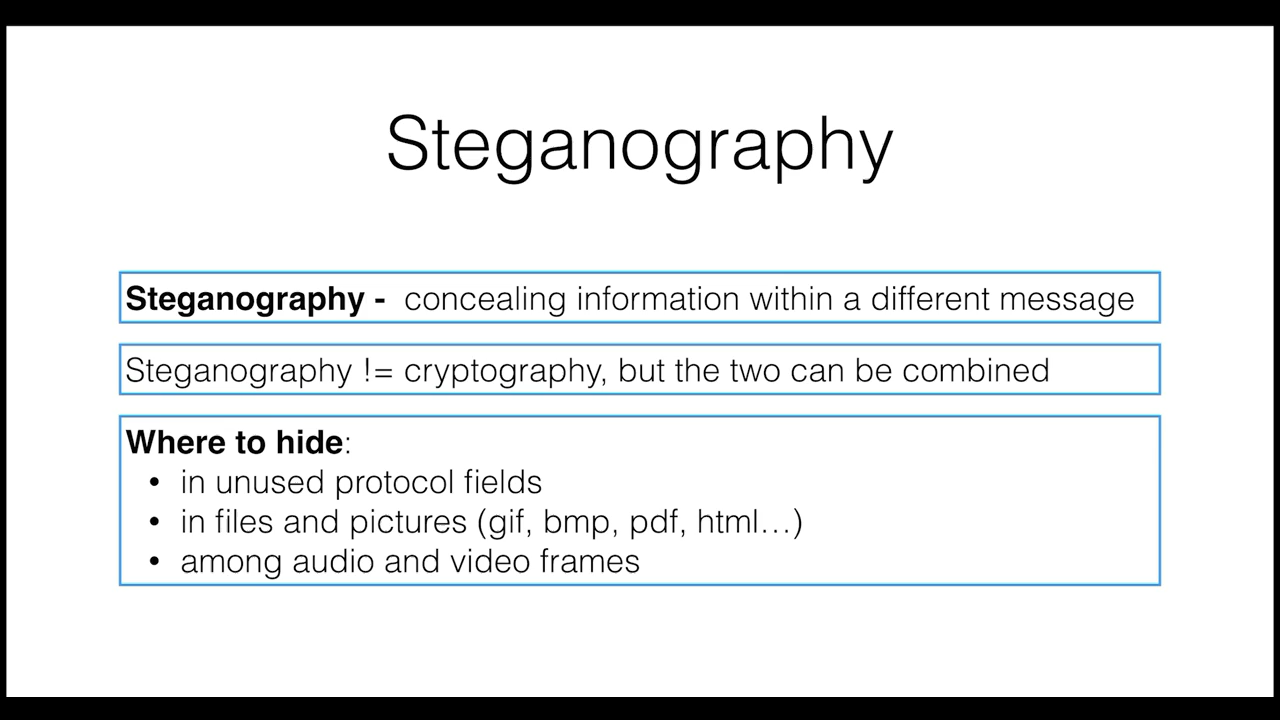 Steganography
Steganography - concealing information within a different message
Steganography != cryptography, but the two can be combined
Where to hide:
• in unused protocol fields
• in files and pictures (gif, bmp, pdf, html…)
• among audio and video frames